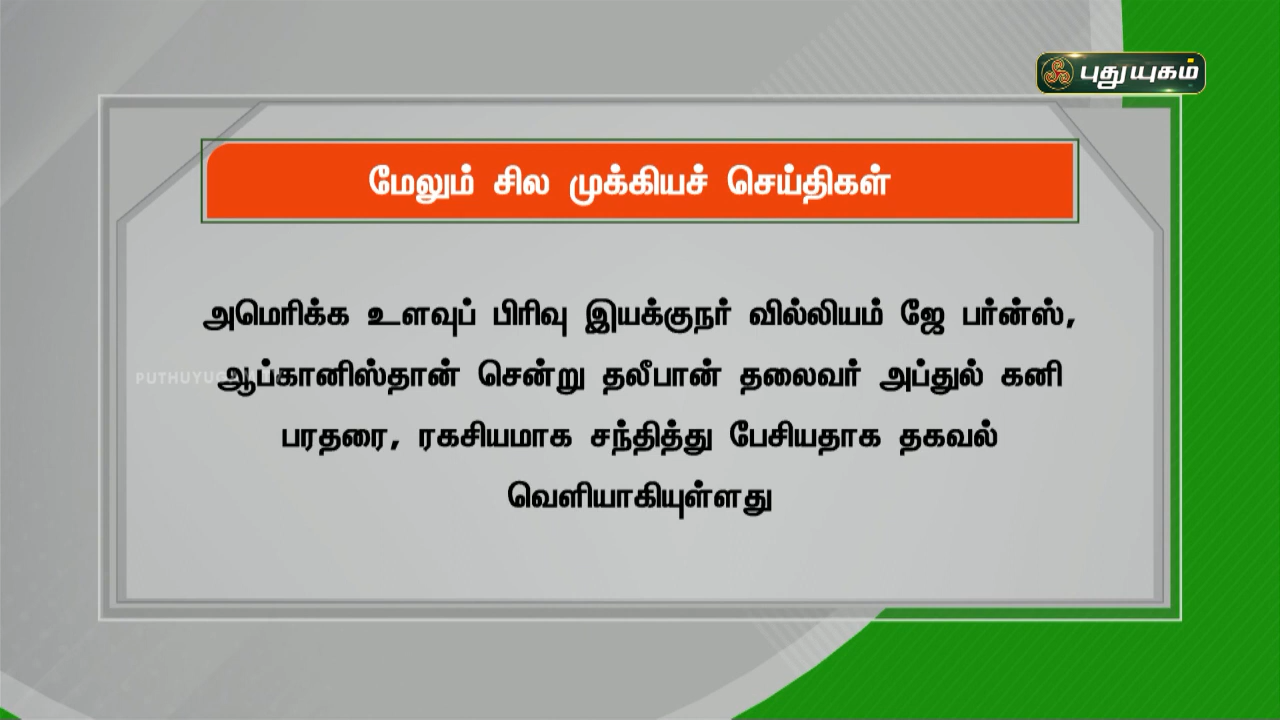 புதுயுகம்
மேலும் சில முக்கியச் செய்திகள்
அமெரிக்க உளவுப் பிரிவு இயக்குநர் வில்லியம் ஜே பர்ன்ஸ்,
ஆப்கானிஸ்தான் சென்று தலீபான் தலைவர் அப்துல் கனி
பரதரை, ரகசியமாக சந்தித்து பேசியதாக தகவல்
வெளியாகியுள்ளது